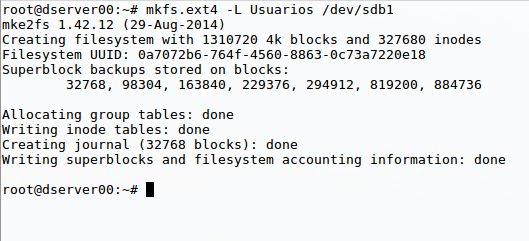 root@dserver00:~# mkfs.ext4 -L Usuarios /dev/sdb1
mke2fs 1.42.12 (29-Aug-2014)
Creating filesystem with 1310720 4k blocks and 327680 inodes
Filesystem UUID: 0a7072b6-764f-4560-8863-0c73a7220e18
Superblock backups stored on blocks:
        32768, 98304, 163840, 229376, 294912, 819200, 884736

Allocating group tables: done
Writing inode tables: done
Creating journal (32768 blocks): done
Writing superblocks and filesystem accounting information: done

root@dserver00:~#